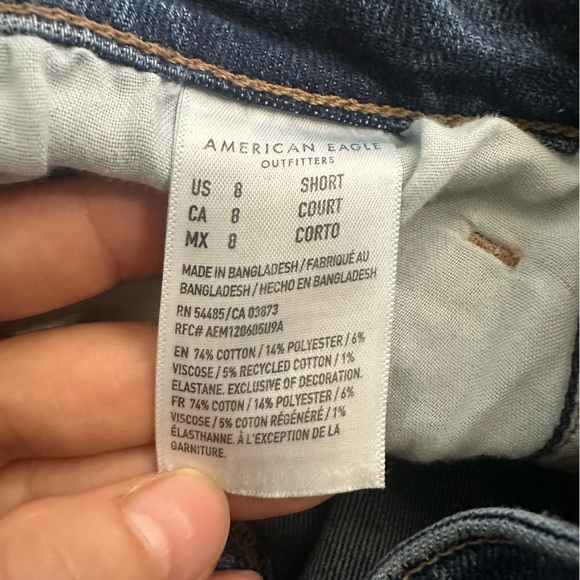 AMERICAN EAGLE
OUTFITTERS
US 8 SHORT
CA 8 COURT
MX 8 CORTO
MADE IN BANGLADESH / FABRIQUÉ AU
BANGLADESH / HECHO EN BANGLADESH
RN 54485/CA 03873
RFC# AEM120605U9A
EN 74% COTTON / 14% POLYESTER / 6%
VISCOSE / 5% RECYCLED COTTON / 1%
ELASTANE. EXCLUSIVE OF DECORATION.
FR 74% COTON / 14% POLYESTER / 6%
VISCOSE / 5% COTON RÉGÉNÉRÉ / 1%
ÉLASTHANNE. À L'EXCEPTION DE LA
GARNITURE.